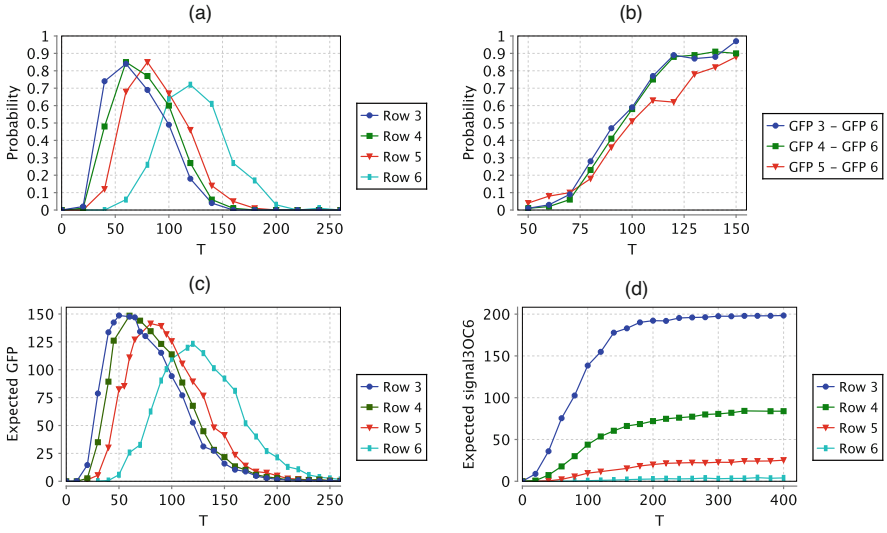 (a)
1
0.9
0.8
0.7
0.6
0.5
0.4
0.3
0.2
0.1
0
Probability
0 50 100 150 200 250
T
Row 3
Row 4
Row 5
Row 6
(b)
1
0.9
0.8
0.7
0.6
0.5
0.4
0.3
0.2
0.1
0
Probability
50 75 100 125 150
T
GFP 3 – GFP 6
GFP 4 – GFP 6
GFP 5 – GFP 6
(c)
150
125
100
75
50
25
0
Expected GFP
0 50 100 150 200 250
T
Row 3
Row 4
Row 5
Row 6
(d)
200
150
100
50
0
Expected signal3OC6
0 100 200 300 400
T
Row 3
Row 4
Row 5
Row 6